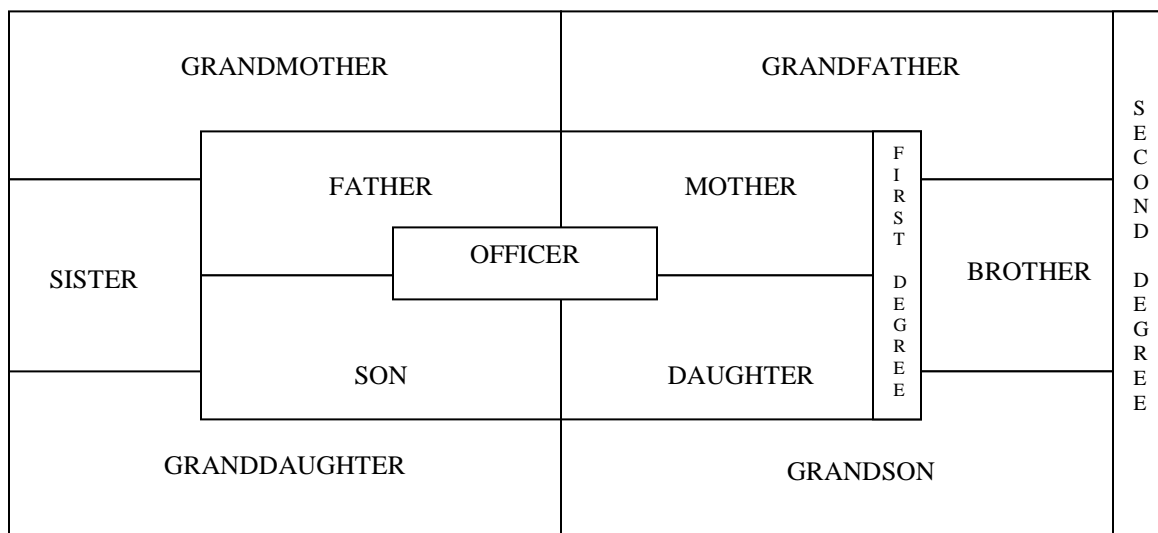 GRANDMOTHER
GRANDFATHER
SECOND DEGREE
FATHER
MOTHER
FIRST DEGREE
OFFICER
SISTER
BROTHER
SON
DAUGHTER
GRANDDAUGHTER
GRANDSON